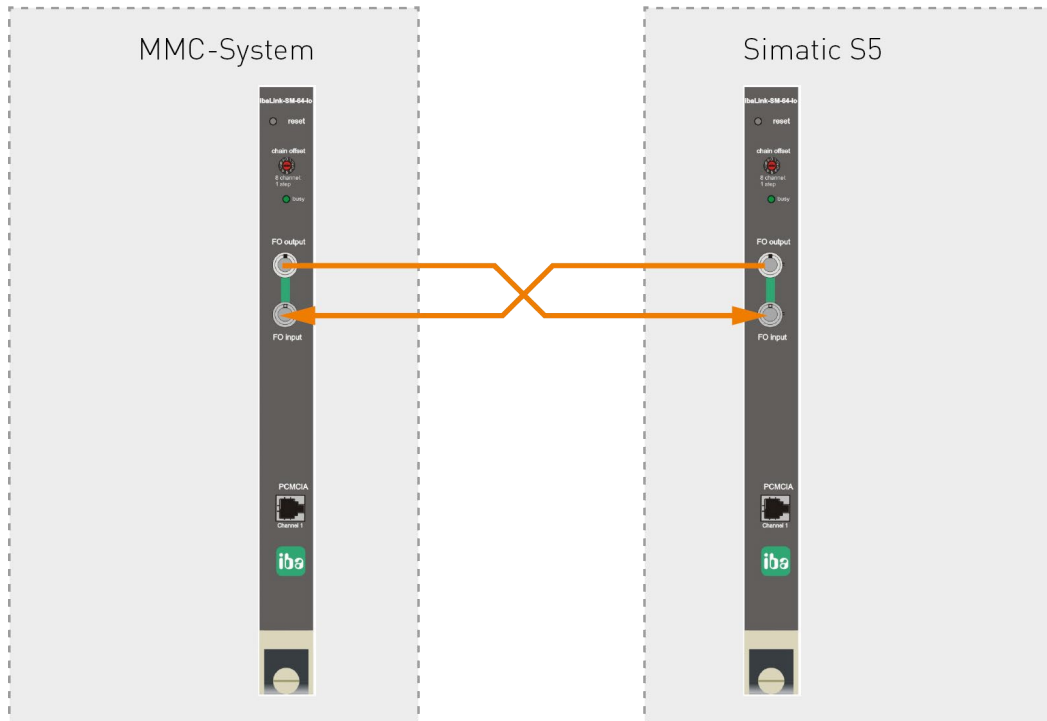 MMC-System
ibaLink-SM-64-io
reset
chain offset
8 channel
1 step
busy
FO output
FO input
PCMCIA
Channel 1
iba
Simatic S5
ibaLink-SM-64-io
reset
chain offset
8 channel
1 step
busy
FO output
FO input
PCMCIA
Channel 1
iba